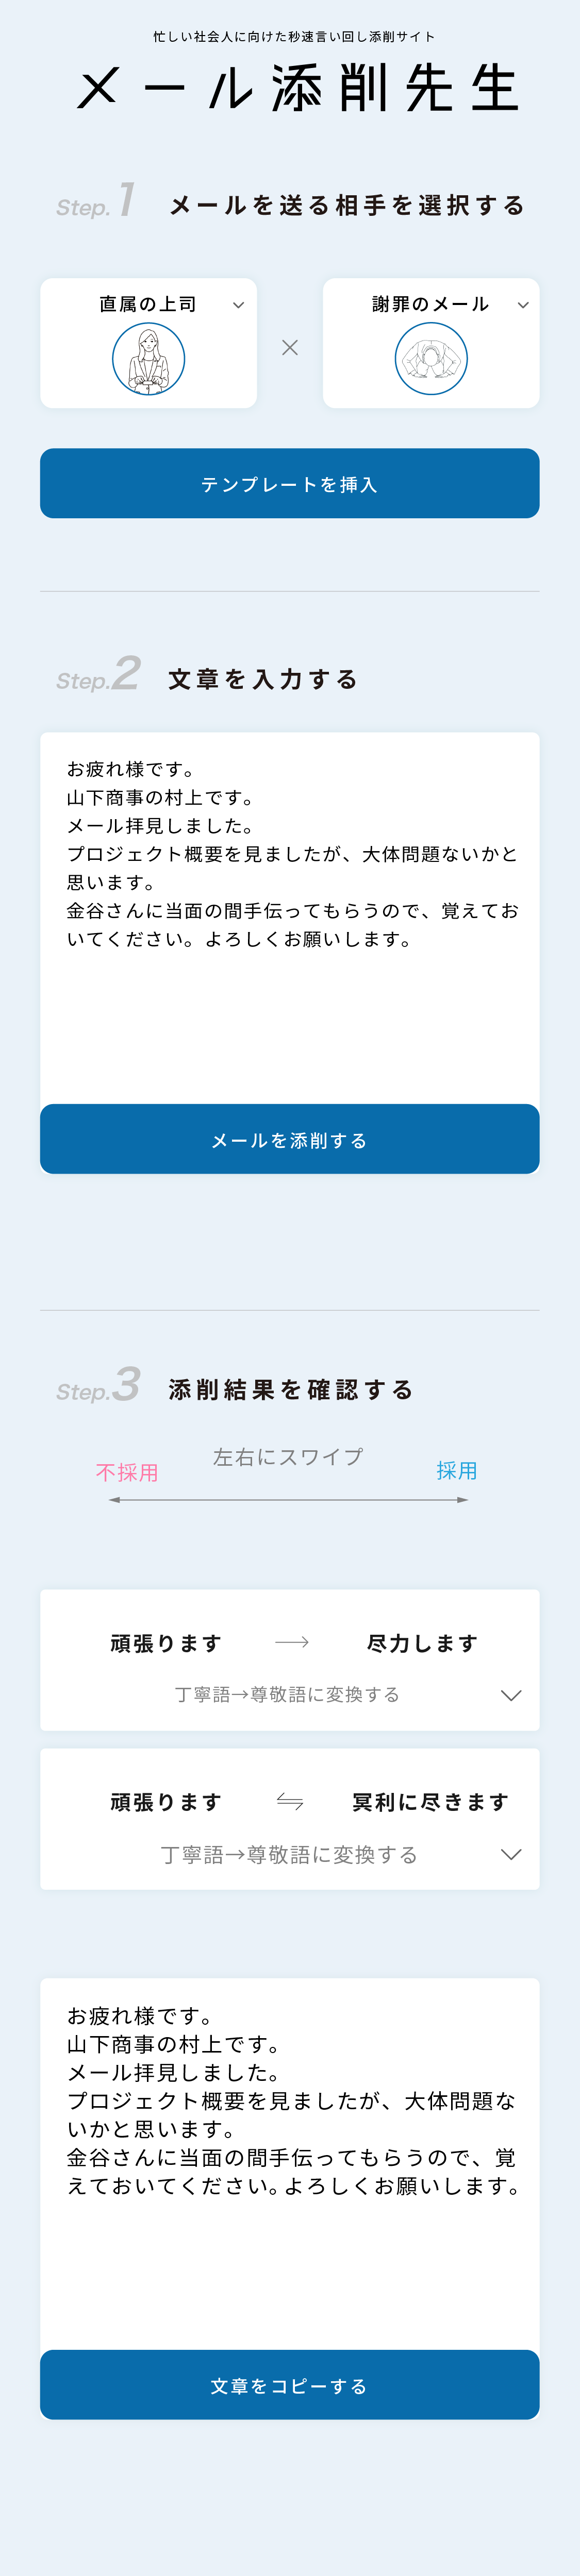 忙しい社会人に向けた秒速言い回し添削サイト
メール添削先生
Step. 1 メールを送る相手を選択する
直属の上司
謝罪のメール
×
テンプレートを挿入
Step. 2 文章を入力する
お疲れ様です。
山下商事の村上です。
メール拝見しました。
プロジェクト概要を見ましたが、大体問題ないかと
思います。
金谷さんに当面の間手伝ってもらうので、覚えてお
いてください。よろしくお願いします。
メールを添削する
Step. 3 添削結果を確認する
左右にスワイプ
不採用
採用
頑張ります → 尽力します
丁寧語→尊敬語に変換する
頑張ります ⇋ 冥利に尽きます
丁寧語→尊敬語に変換する
お疲れ様です。
山下商事の村上です。
メール拝見しました。
プロジェクト概要を見ましたが、大体問題な
いかと思います。
金谷さんに当面の間手伝ってもらうので、覚
えておいてください。よろしくお願いします。
文章をコピーする